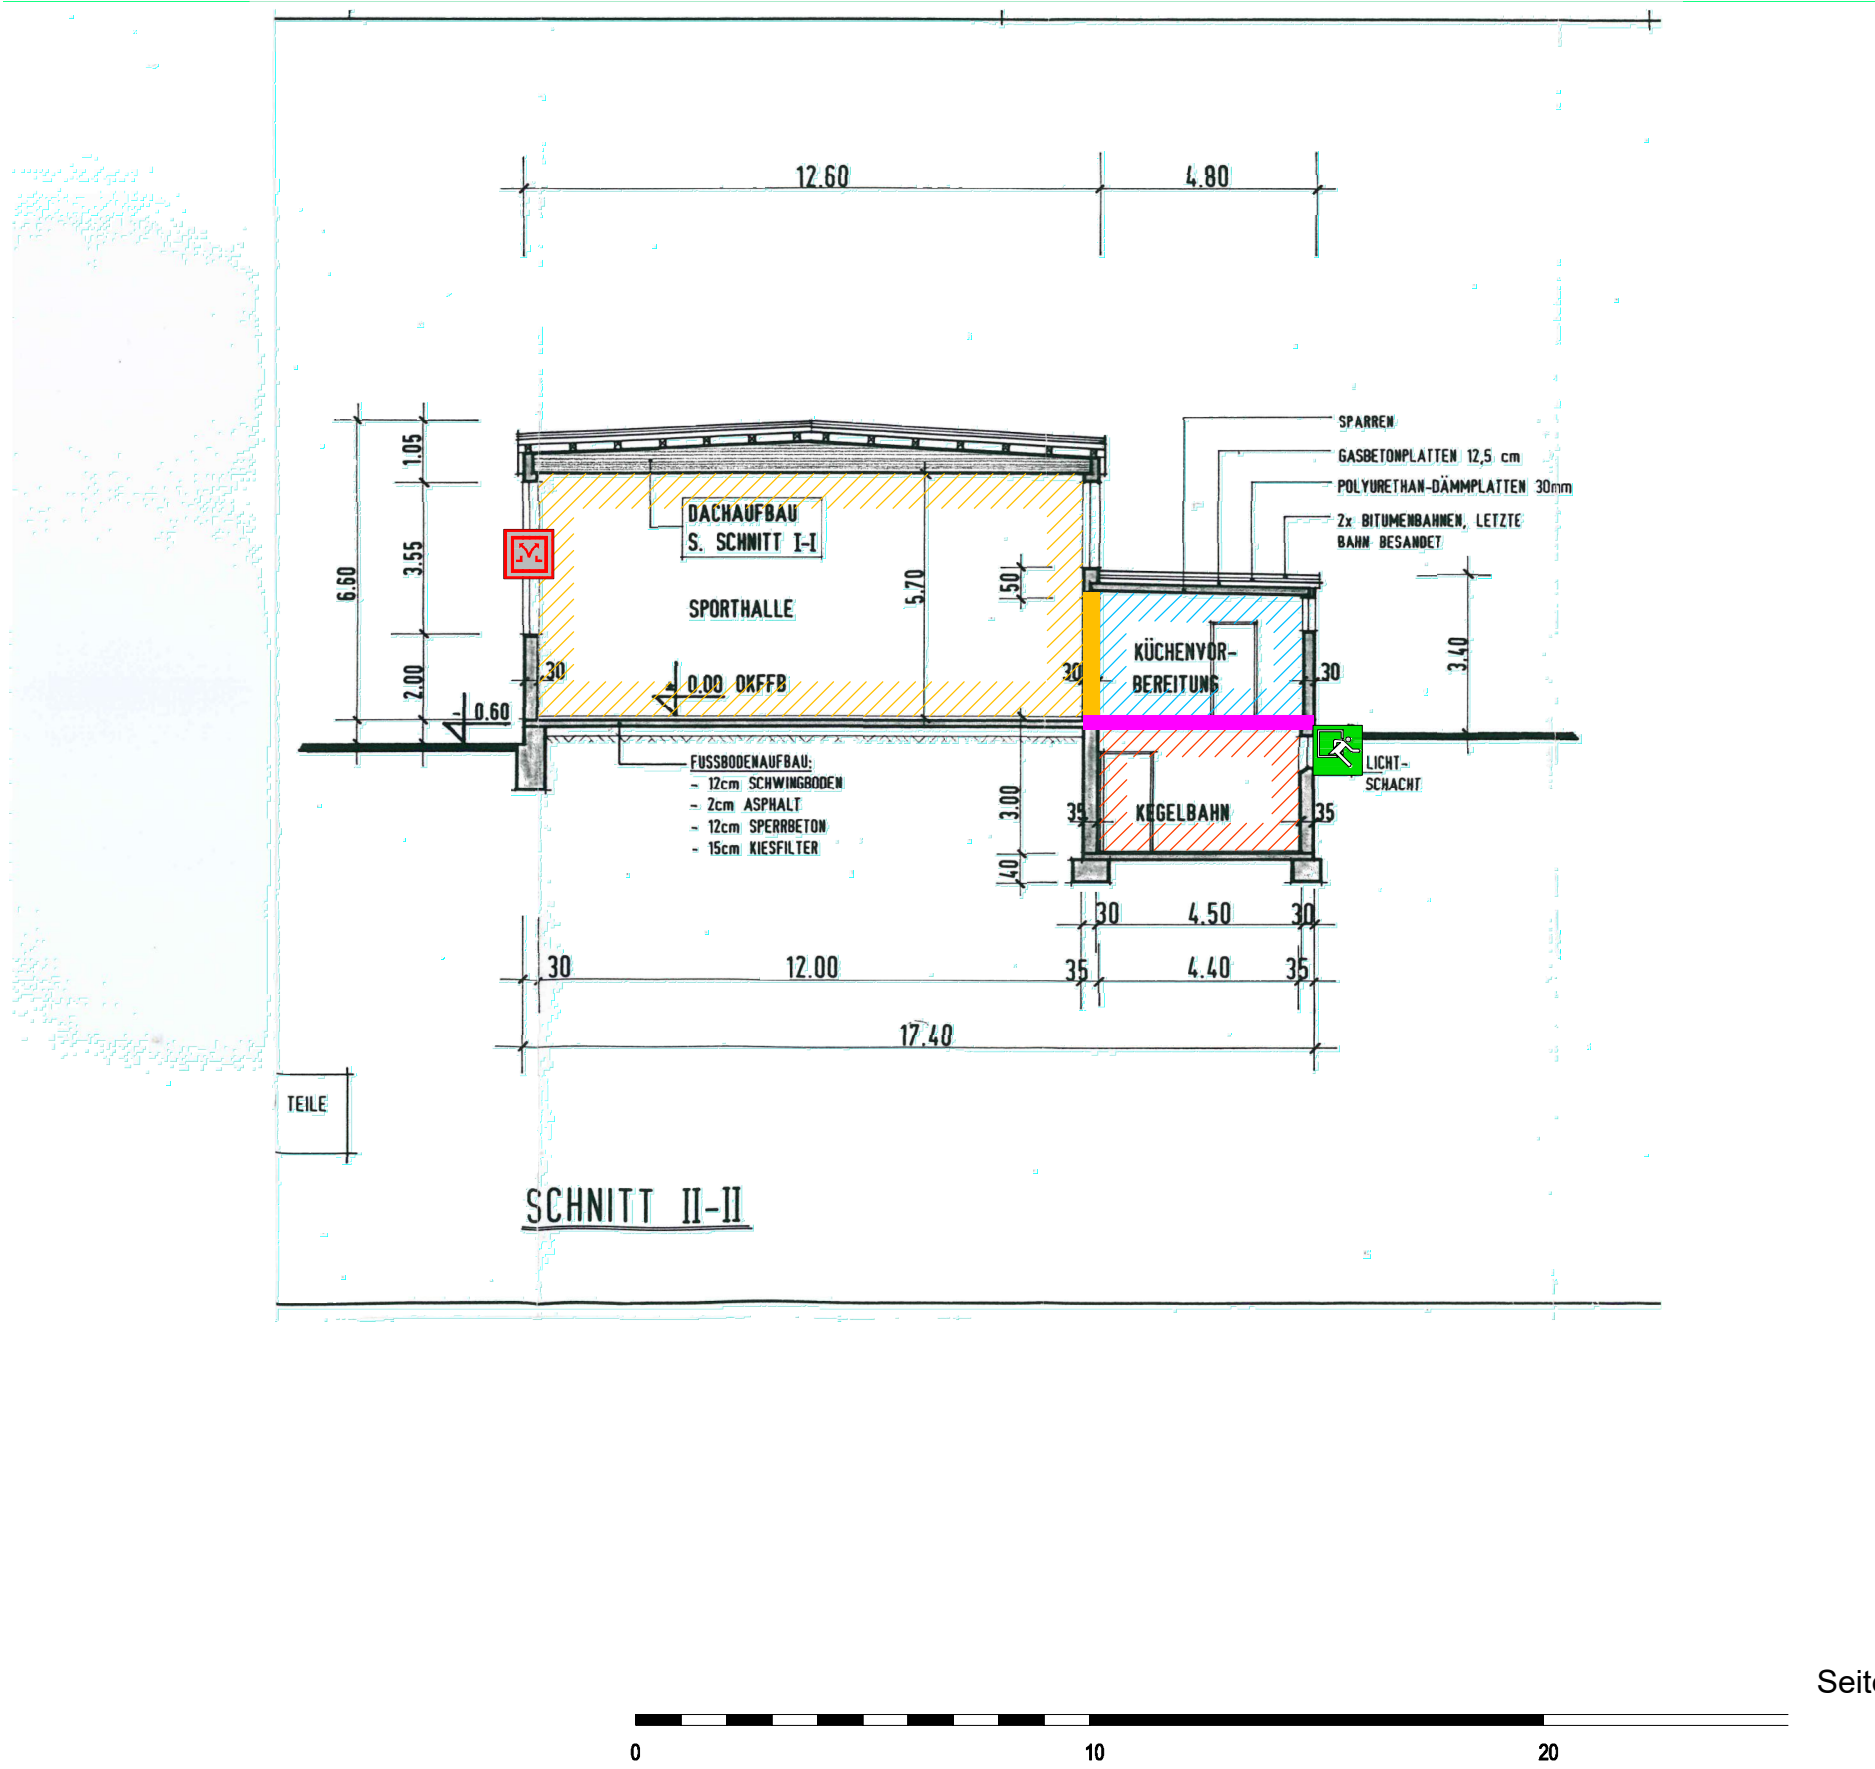 12.60
4.80
SPARREN
GASBETONPLATTEN 12,5 cm
POLYURETHAN-DÄMMPLATTEN 30mm
2x BITUMENBAHNEN, LETZTE
BAHN BESANDET
1.05
3.55
6.60
2.00
DACHAUFBAU
S. SCHNITT I-I
5.70
50
SPORTHALLE
30
0.00 OKFFB
30
KÜCHENVOR-
BEREITUNG
30
3.40
- 0.60
FUSSBODENAUFBAU:
- 12cm SCHWINGBODEN
- 2cm ASPHALT
- 12cm SPERRBETON
- 15cm KIESFILTER
3.00
40
35
KEGELBAHN
35
LICHT-
SCHACHT
30
4.50
30
30
12.00
35
4.40
35
17.40
TEILE
SCHNITT II-II
Seite
0
10
20